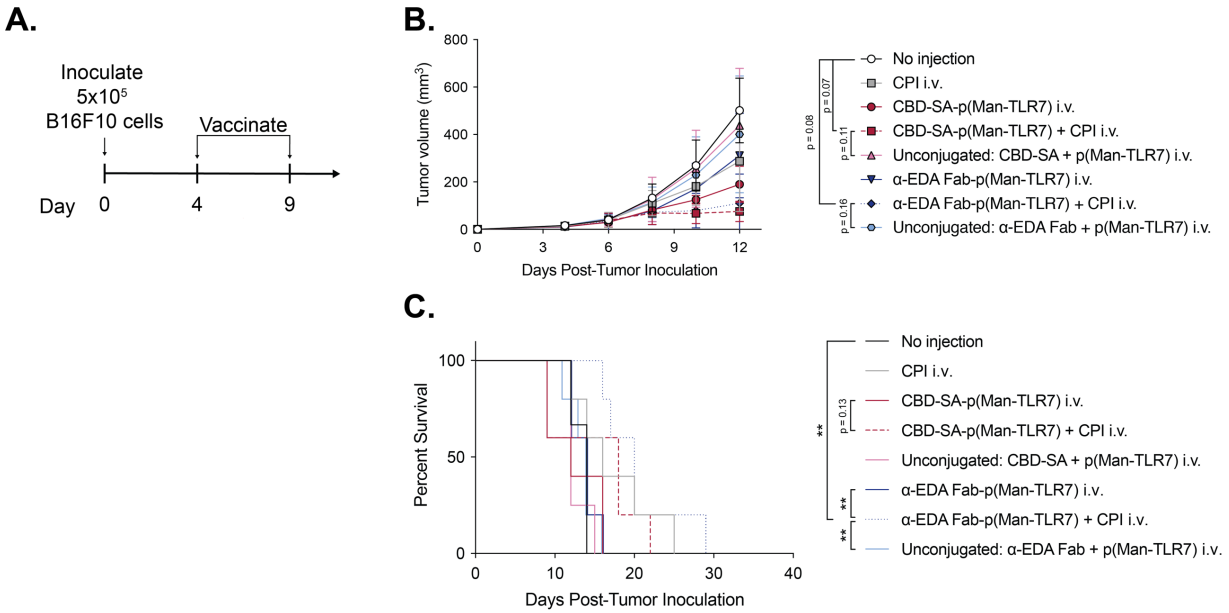 A.
Inoculate
5x10⁵
B16F10 cells
Vaccinate
Day 0 4 9
B.
Tumor volume (mm³)
800
600
400
200
0
0 3 6 9 12
Days Post-Tumor Inoculation
No injection
CPI i.v.
CBD-SA-p(Man-TLR7) i.v.
CBD-SA-p(Man-TLR7) + CPI i.v.
Unconjugated: CBD-SA + p(Man-TLR7) i.v.
α-EDA Fab-p(Man-TLR7) i.v.
α-EDA Fab-p(Man-TLR7) + CPI i.v.
Unconjugated: α-EDA Fab + p(Man-TLR7) i.v.
p = 0.08
p = 0.07
p = 0.11
p = 0.16
C.
Percent Survival
100
50
0
0 10 20 30 40
Days Post-Tumor Inoculation
No injection
CPI i.v.
CBD-SA-p(Man-TLR7) i.v.
CBD-SA-p(Man-TLR7) + CPI i.v.
Unconjugated: CBD-SA + p(Man-TLR7) i.v.
α-EDA Fab-p(Man-TLR7) i.v.
α-EDA Fab-p(Man-TLR7) + CPI i.v.
Unconjugated: α-EDA Fab + p(Man-TLR7) i.v.
**
p = 0.13
**
**